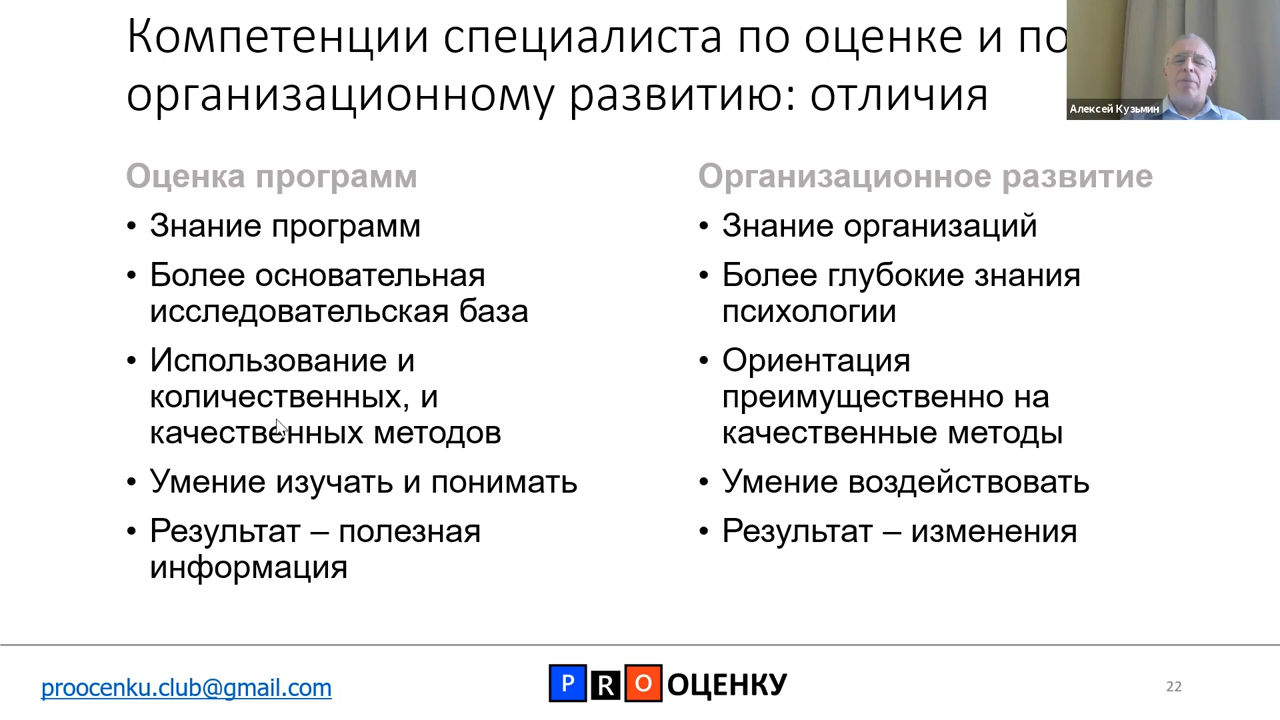 Компетенции специалиста по оценке и по
организационному развитию: отличия
Алексей Кузьмин
Оценка программ
• Знание программ
• Более основательная
исследовательская база
• Использование и
количественных, и
качественных методов
• Умение изучать и понимать
• Результат – полезная
информация
Организационное развитие
• Знание организаций
• Более глубокие знания
психологии
• Ориентация
преимущественно на
качественные методы
• Умение воздействовать
• Результат – изменения
proocenku.club@gmail.com
PRO ОЦЕНКУ
22